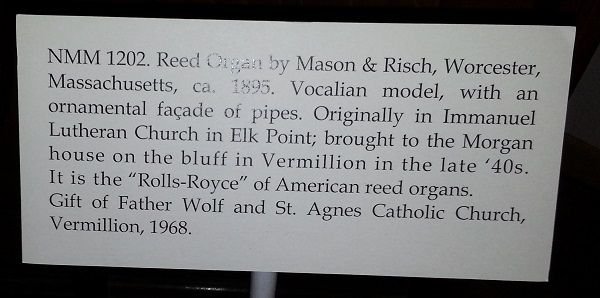 NMM 1202. Reed Organ by Mason & Risch, Worcester,
Massachusetts, ca. 1895. Vocalian model, with an
ornamental façade of pipes. Originally in Immanuel
Lutheran Church in Elk Point; brought to the Morgan
house on the bluff in Vermillion in the late ‘40s.
It is the “Rolls-Royce” of American reed organs.
Gift of Father Wolf and St. Agnes Catholic Church,
Vermillion, 1968.